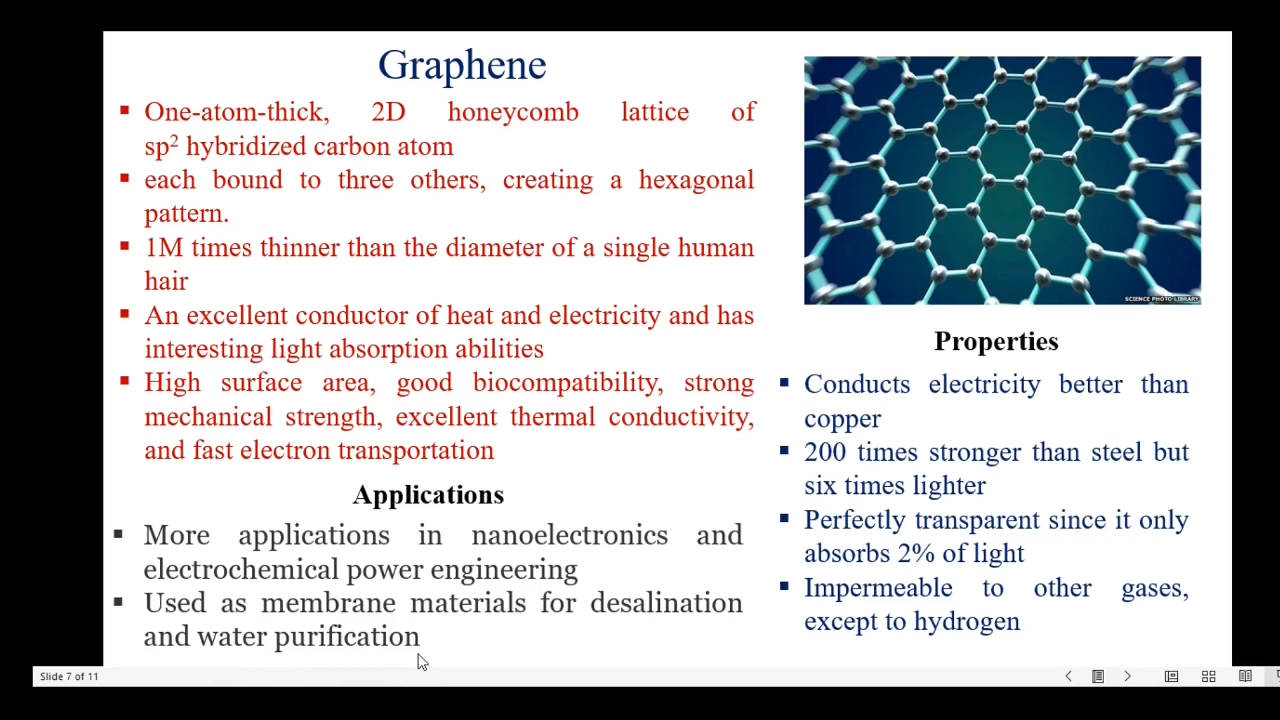 Graphene
▪ One-atom-thick, 2D honeycomb lattice of
sp² hybridized carbon atom
▪ each bound to three others, creating a hexagonal
pattern.
▪ 1M times thinner than the diameter of a single human
hair
▪ An excellent conductor of heat and electricity and has
interesting light absorption abilities
▪ High surface area, good biocompatibility, strong
mechanical strength, excellent thermal conductivity,
and fast electron transportation
Applications
▪ More applications in nanoelectronics and
electrochemical power engineering
▪ Used as membrane materials for desalination
and water purification
SCIENCE PHOTO LIBRARY
Properties
▪ Conducts electricity better than
copper
▪ 200 times stronger than steel but
six times lighter
▪ Perfectly transparent since it only
absorbs 2% of light
▪ Impermeable to other gases,
except to hydrogen
Slide 7 of 11